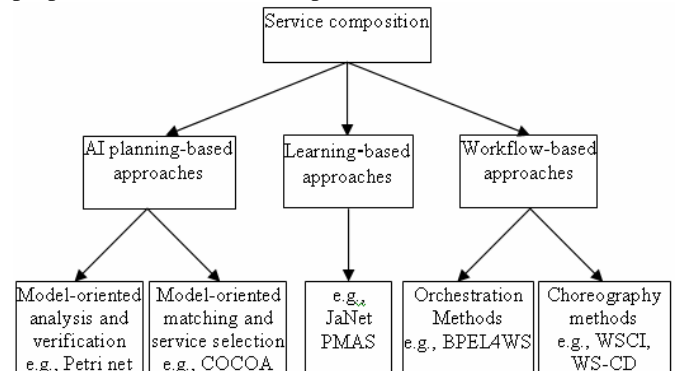 Service composition
AI planning-based
approaches
Learning-based
approaches
Workflow-based
approaches
Model-oriented
analysis and
verification
e.g., Petri net
Model-oriented
matching and
service selection
e.g., COCOA
e.g.,
JaNet
PMAS
Orchestration
Methods
e.g., BPEL4WS
Choreography
methods
e.g., WSCI,
WS-CD